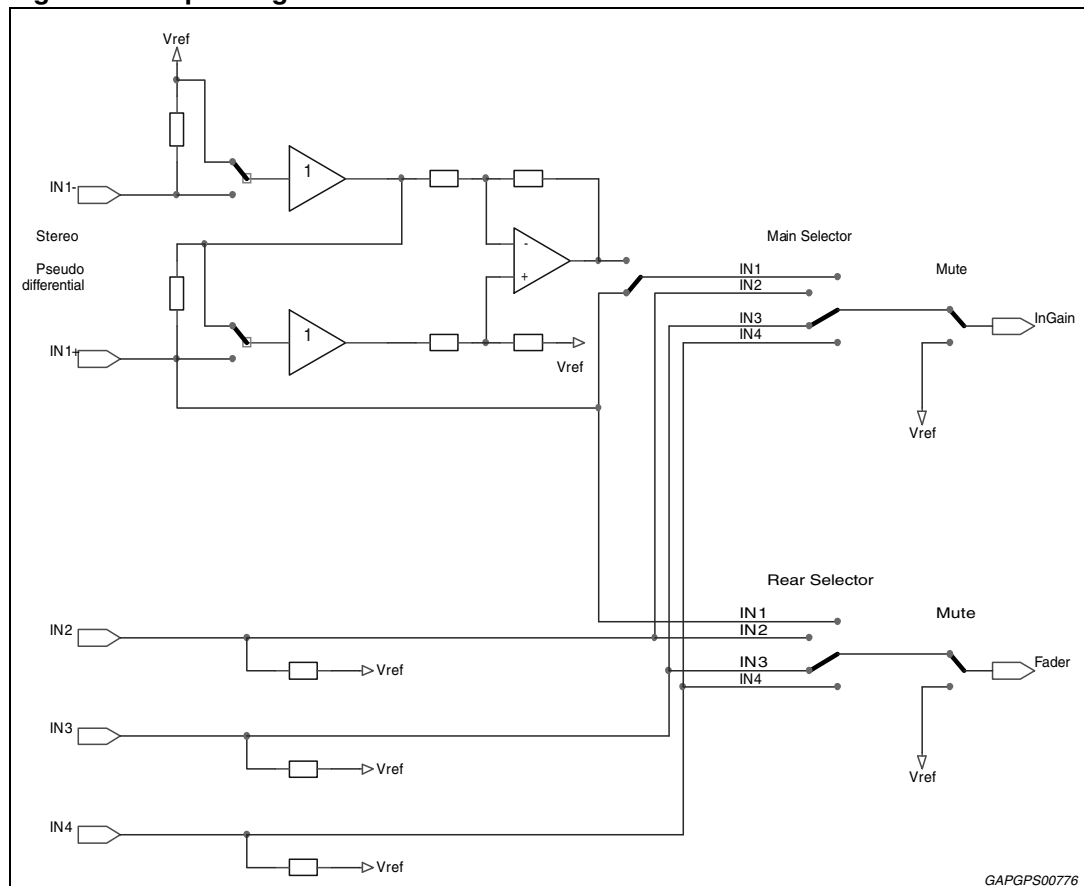 Vref
1
IN1-
Stereo
Pseudo
differential
-
+
Main Selector
Mute
IN1
IN2
IN3
IN4
InGain
1
IN1+
Vref
Vref
Rear Selector
Mute
IN1
IN2
IN3
IN4
Fader
IN2
Vref
IN3
Vref
Vref
IN4
Vref
GAPGPS00776